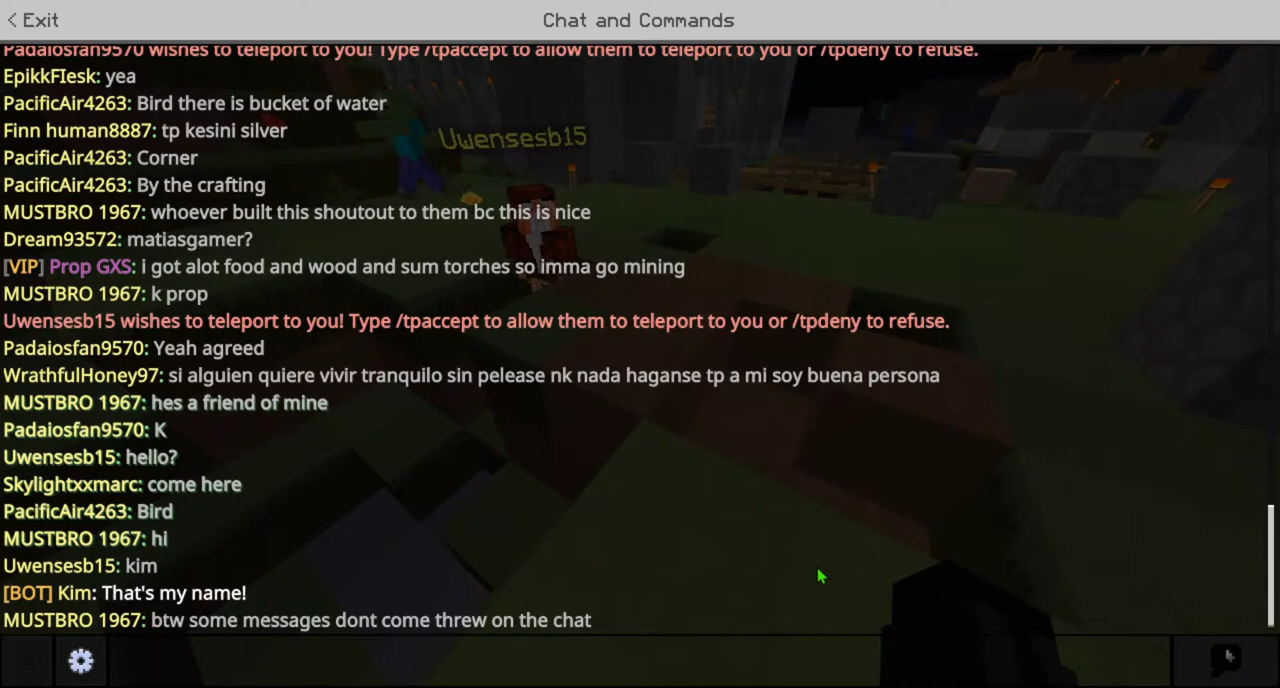 < Exit
Chat and Commands
Padaiosfan9570 wishes to teleport to you! Type /tpaccept to allow them to teleport to you or /tpdeny to refuse.
EpikkFIesk: yea
PacificAir4263: Bird there is bucket of water
Finn human8887: tp kesini silver
Uwensesb15
PacificAir4263: Corner
PacificAir4263: By the crafting
MUSTBRO 1967: whoever built this shoutout to them bc this is nice
Dream93572: matiasgamer?
[VIP] Prop GXS: i got alot food and wood and sum torches so imma go mining
MUSTBRO 1967: k prop
Uwensesb15 wishes to teleport to you! Type /tpaccept to allow them to teleport to you or /tpdeny to refuse.
Padaiosfan9570: Yeah agreed
WrathfulHoney97: si alguien quiere vivir tranquilo sin pelease nk nada haganse tp a mi soy buena persona
MUSTBRO 1967: hes a friend of mine
Padaiosfan9570: K
Uwensesb15: hello?
Skylightxxmarc: come here
PacificAir4263: Bird
MUSTBRO 1967: hi
Uwensesb15: kim
[BOT] Kim: That's my name!
MUSTBRO 1967: btw some messages dont come threw on the chat